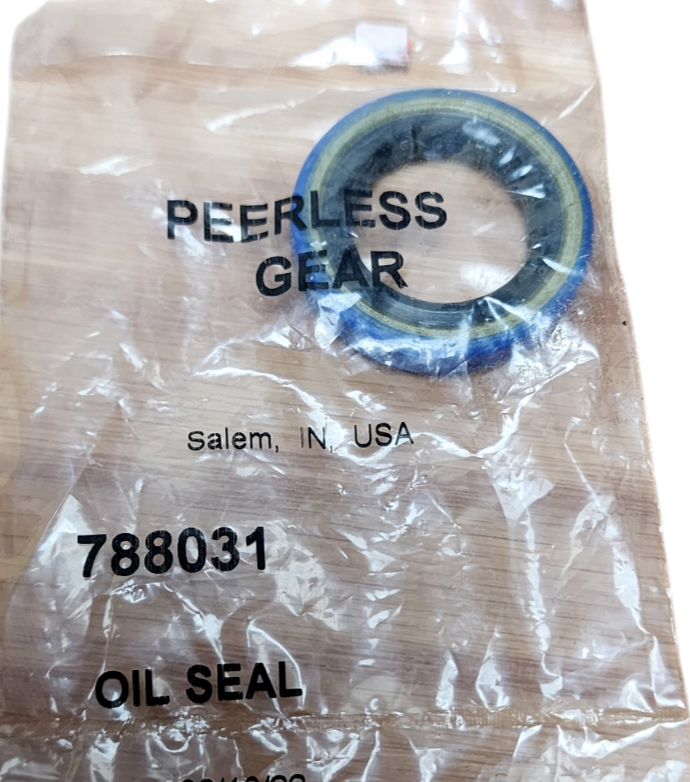 PEERLESS
GEAR
Salem, IN, USA
788031
OIL SEAL